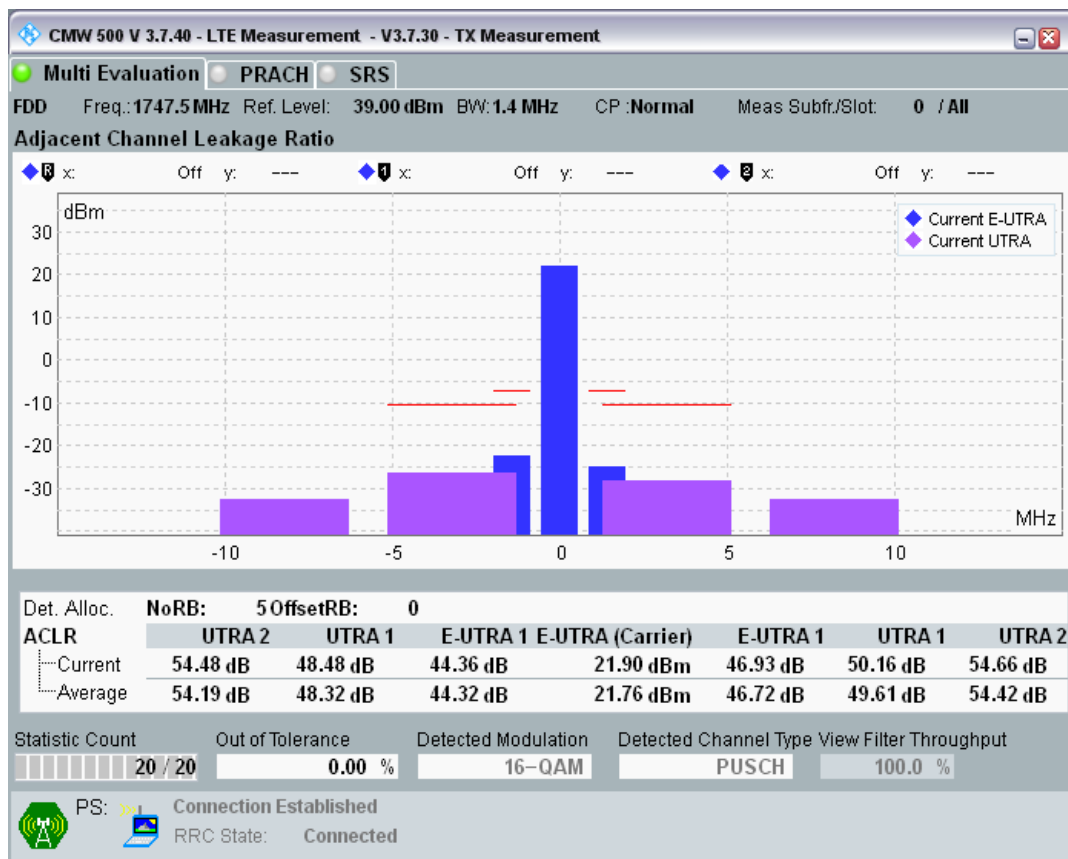 CMW 500 V 3.7.40 - LTE Measurement - V3.7.30 - TX Measurement
Multi Evaluation PRACH SRS
FDD Freq.: 1747.5 MHz Ref. Level: 39.00 dBm BW: 1.4 MHz CP :Normal Meas Subfr./Slot: 0 / All
Adjacent Channel Leakage Ratio
R x: Off y: --- 1 x: Off y: --- 2 x: Off y: ---
dBm
Current E-UTRA
Current UTRA
30
20
10
0
-10
-20
-30
MHz
-10 -5 0 5 10
Det. Alloc. NoRB: 5 OffsetRB: 0
ACLR UTRA 2 UTRA 1 E-UTRA 1 E-UTRA (Carrier) E-UTRA 1 UTRA 1 UTRA 2
Current 54.48 dB 48.48 dB 44.36 dB 21.90 dBm 46.93 dB 50.16 dB 54.66 dB
Average 54.19 dB 48.32 dB 44.32 dB 21.76 dBm 46.72 dB 49.61 dB 54.42 dB
Statistic Count Out of Tolerance Detected Modulation Detected Channel Type View Filter Throughput
20 / 20 0.00 % 16-QAM PUSCH 100.0 %
PS: Connection Established
RRC State: Connected